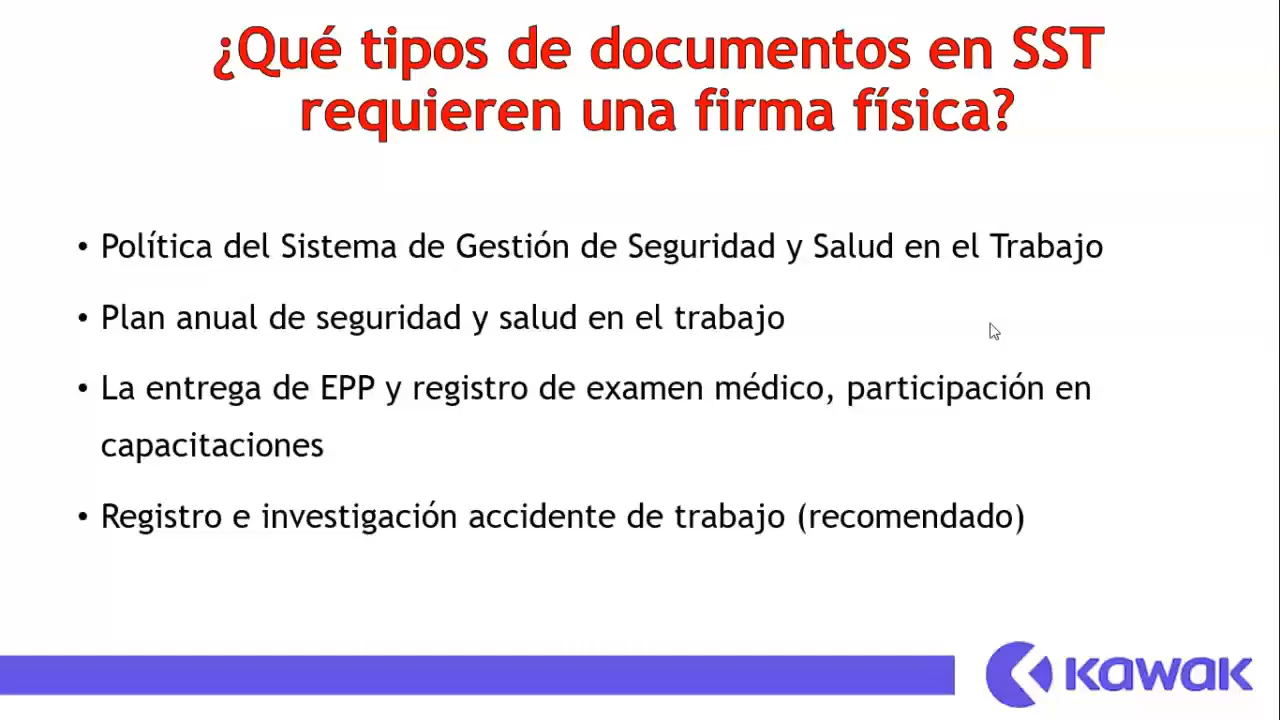 ¿Qué tipos de documentos en SST
requieren una firma física?
• Política del Sistema de Gestión de Seguridad y Salud en el Trabajo
• Plan anual de seguridad y salud en el trabajo
• La entrega de EPP y registro de examen médico, participación en
capacitaciones
• Registro e investigación accidente de trabajo (recomendado)
KAWAK